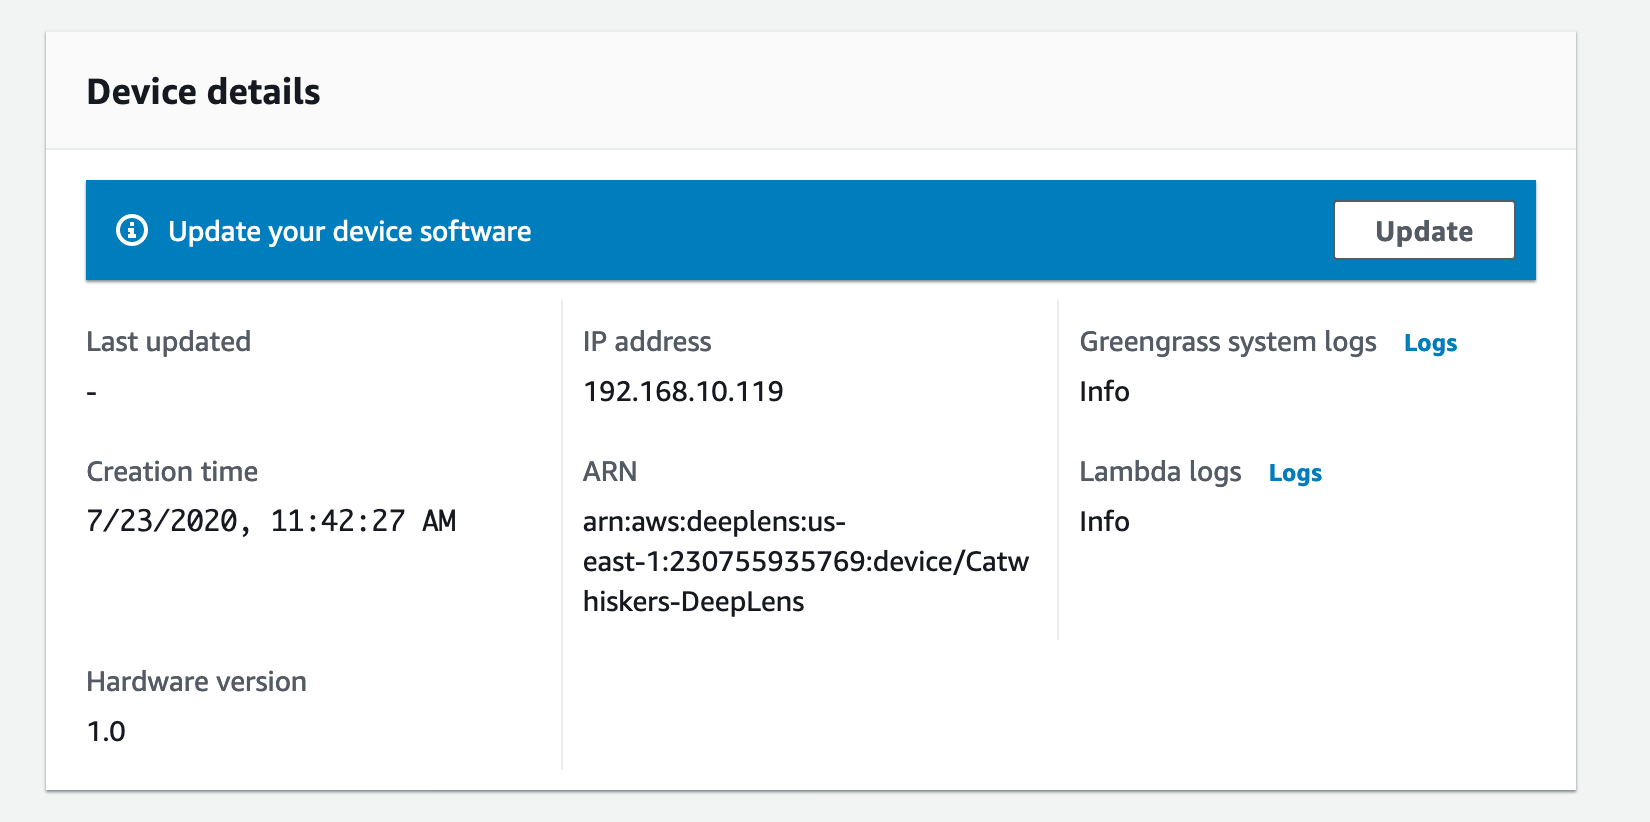 Device details
Update your device software
Update
Last updated
-
Creation time
7/23/2020, 11:42:27 AM
Hardware version
1.0
IP address
192.168.10.119
ARN
arn:aws:deeplens:us-
east-1:230755935769:device/Catw
hiskers-DeepLens
Greengrass system logs Logs
Info
Lambda logs Logs
Info